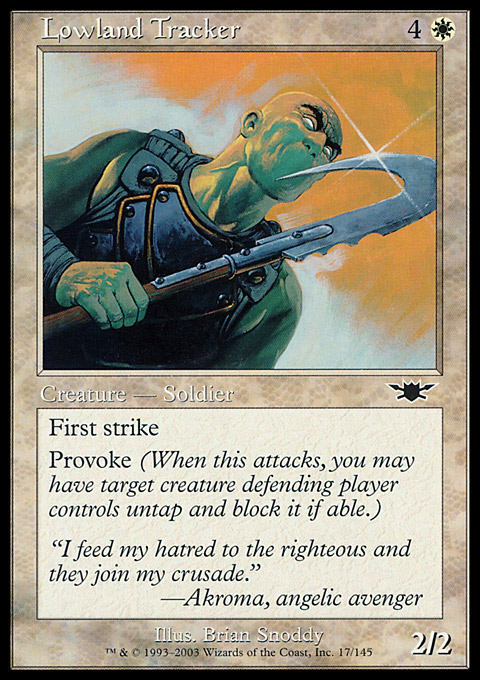 Lowland Tracker 4
Creature — Soldier
First strike
Provoke (When this attacks, you may
have target creature defending player
controls untap and block it if able.)
“I feel my hatred to the righteous and
they join my crusade.”
—Akroma, angelic avenger
Illus. Brian Snoddy
2/2
™ & © 1993–2003 Wizards of the Coast, Inc. 17/145